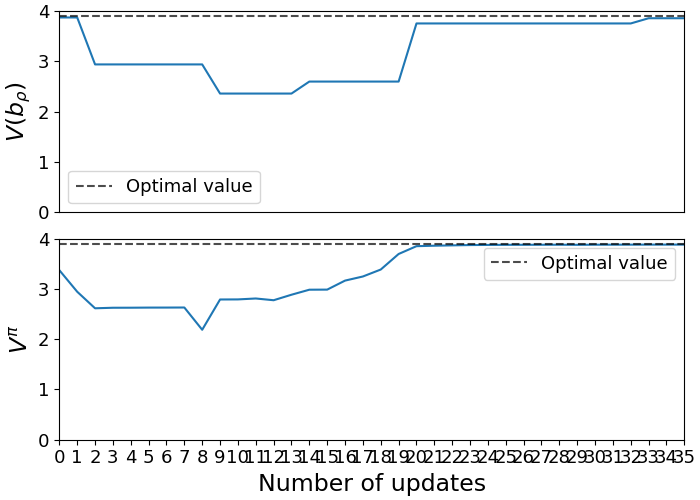 4
3
2
1
0
V(bρ)
Optimal value
4
3
2
1
0
Vπ
Optimal value
0 1 2 3 4 5 6 7 8 9 10 11 12 13 14 15 16 17 18 19 20 21 22 23 24 25 26 27 28 29 30 31 32 33 34 35
Number of updates